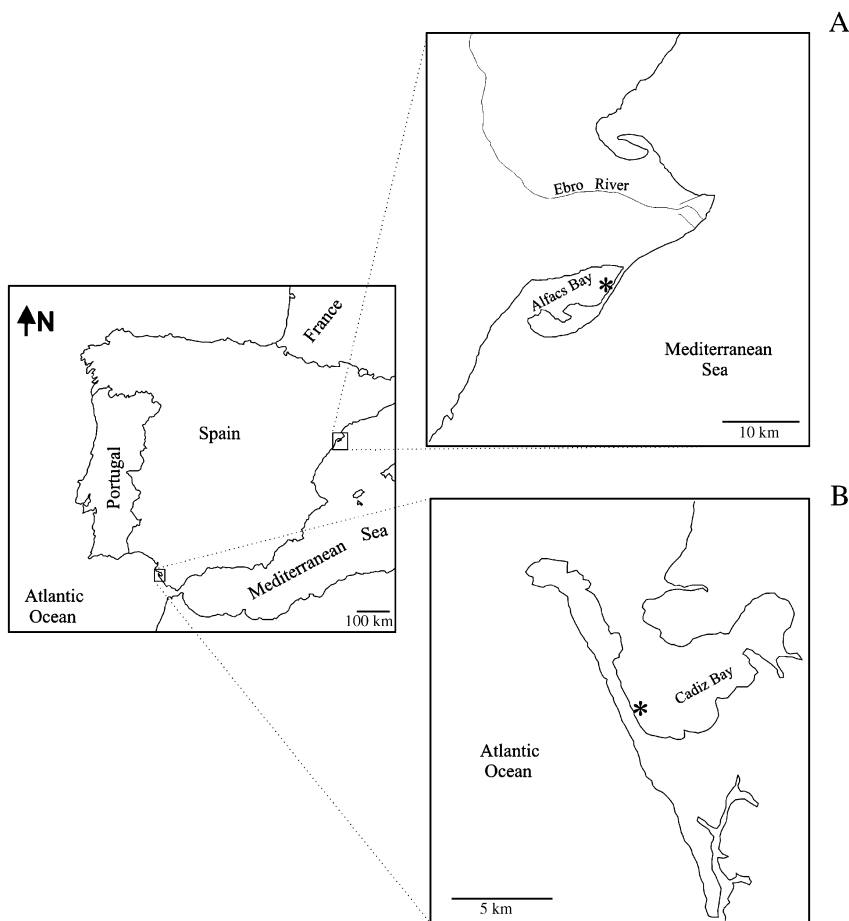 A
Ebro River
Alfacs Bay
*
Mediterranean
Sea
10 km
N
France
Spain
Portugal
Mediterranean Sea
Atlantic
Ocean
100 km
B
Cadiz Bay
*
Atlantic
Ocean
5 km